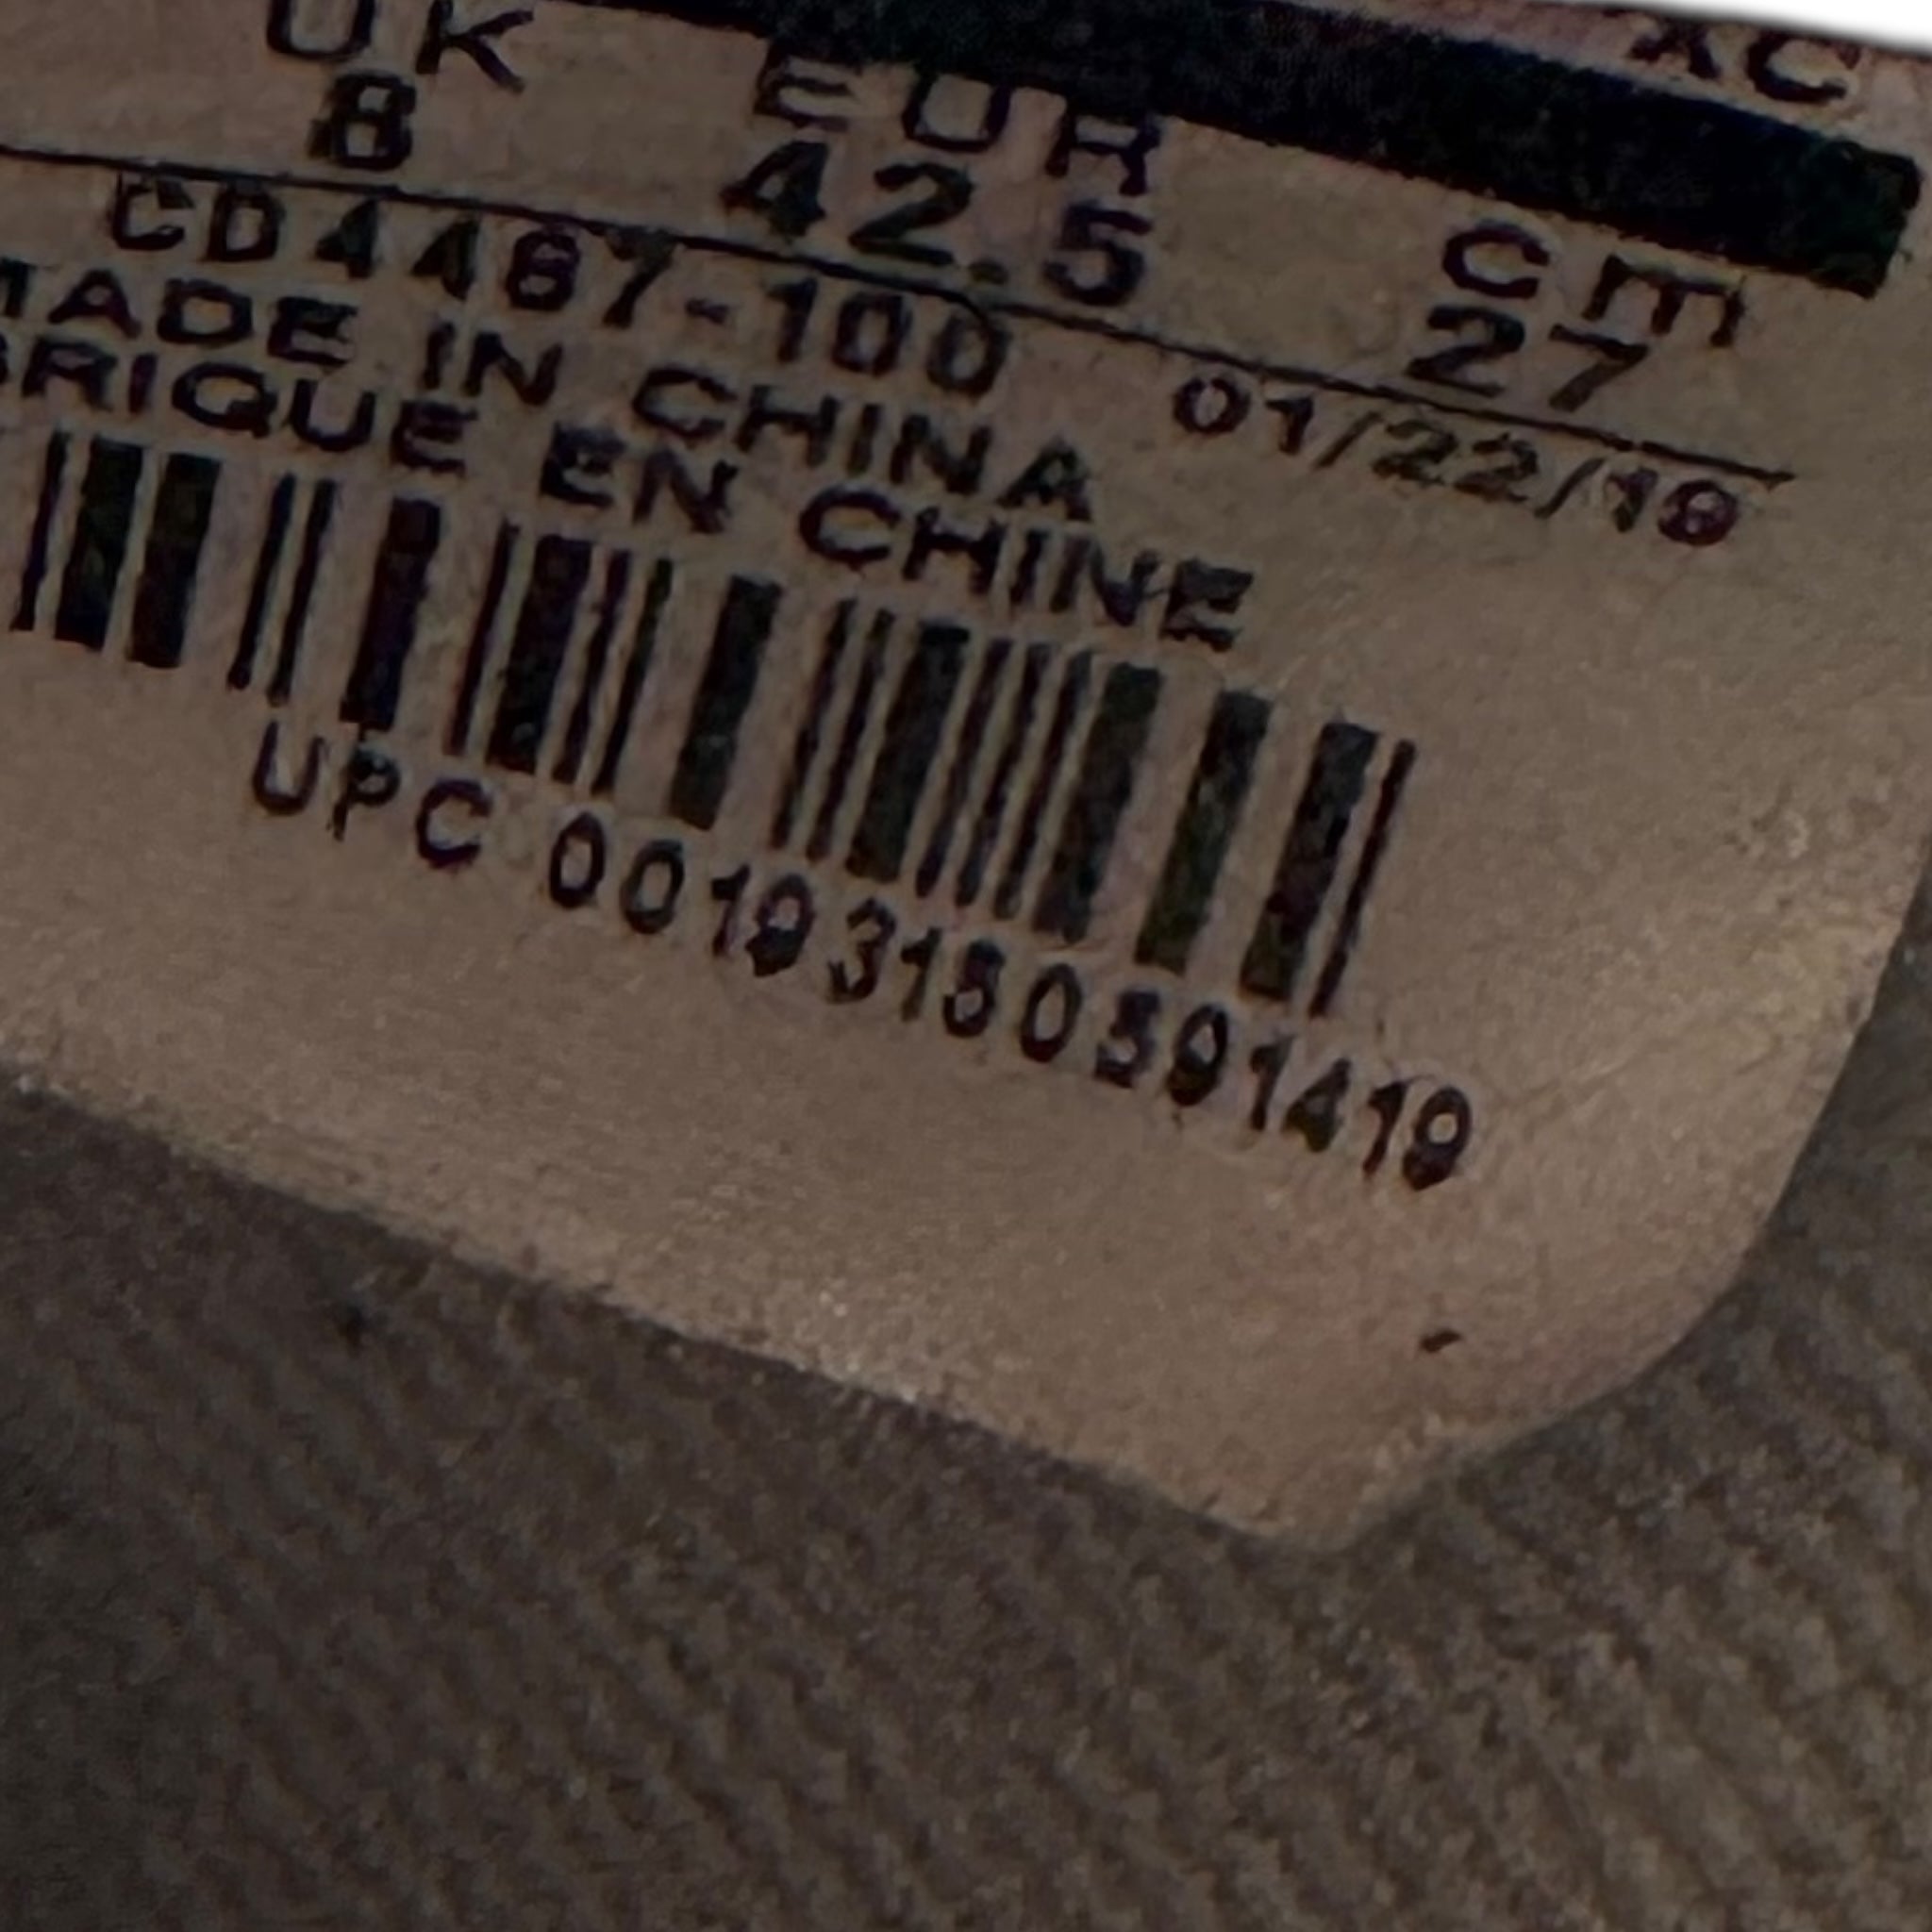 XC
UK EUR cm
8 42.5 27
CD4487-100 01/22/19
MADE IN CHINA
BRIQUE EN CHINE
UPC 00193150591419